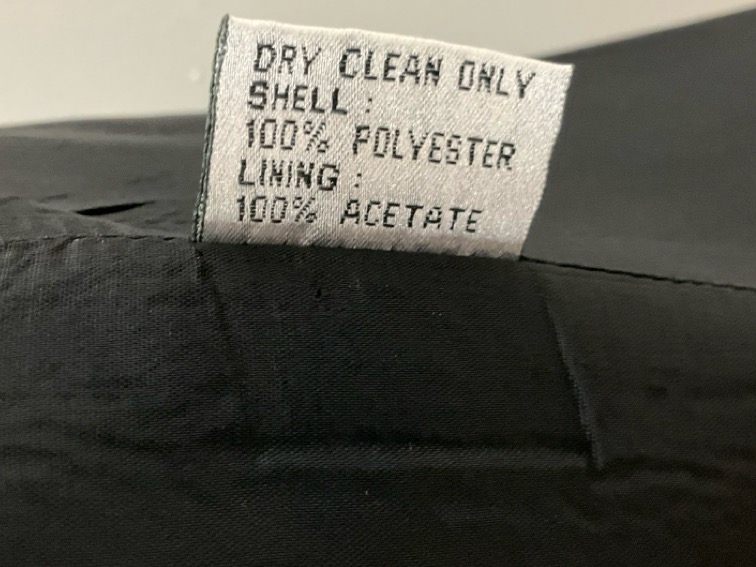 DRY CLEAN ONLY
SHELL :
100% POLYESTER
LINING :
100% ACETATE